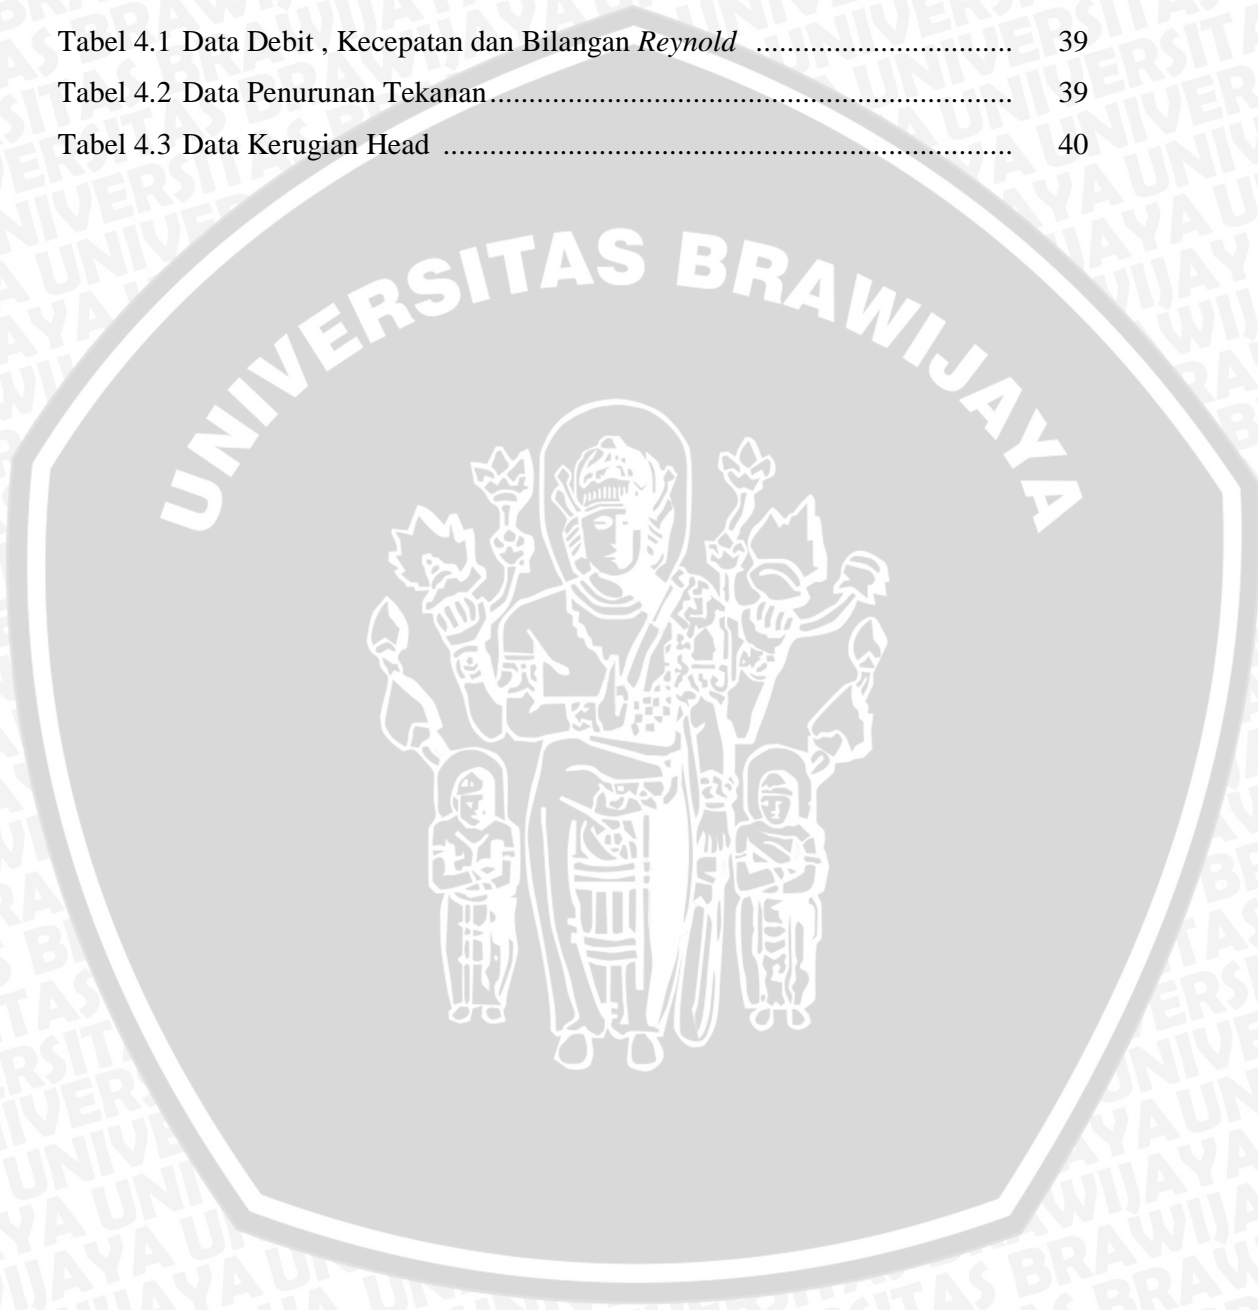 Tabel 4.1 Data Debit , Kecepatan dan Bilangan Reynold ................................. 39
Tabel 4.2 Data Penurunan Tekanan.................................................................... 39
Tabel 4.3 Data Kerugian Head .......................................................................... 40
UNIVERSITAS BRAWIJAYA